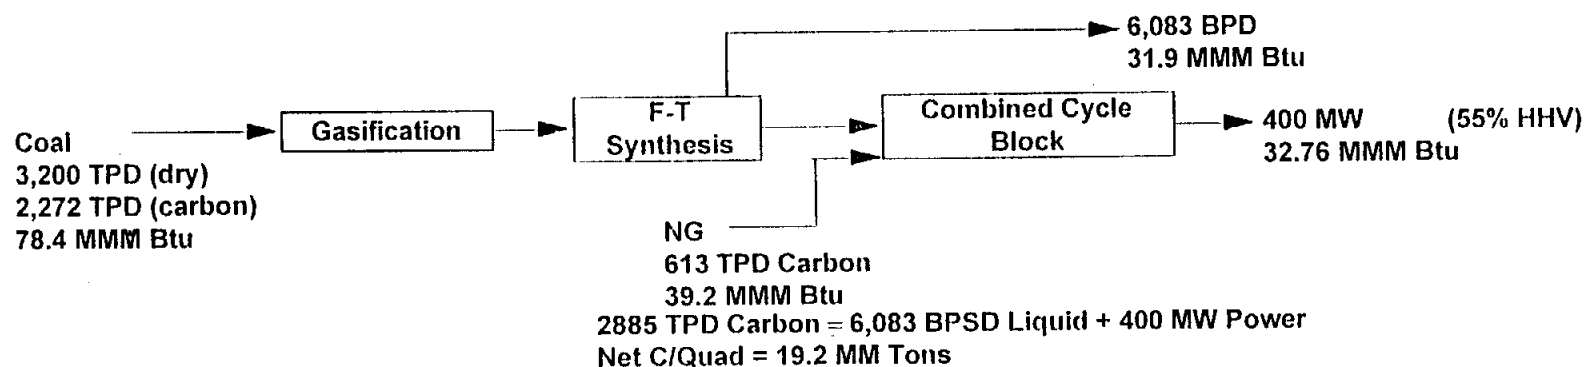 6,083 BPD
31.9 MMM Btu
F-T
Synthesis
Combined Cycle
Block
Gasification
400 MW (55% HHV)
32.76 MMM Btu
Coal
3,200 TPD (dry)
2,272 TPD (carbon)
78.4 MMM Btu
NG
613 TPD Carbon
39.2 MMM Btu
2885 TPD Carbon = 6,083 BPSD Liquid + 400 MW Power
Net C/Quad = 19.2 MM Tons